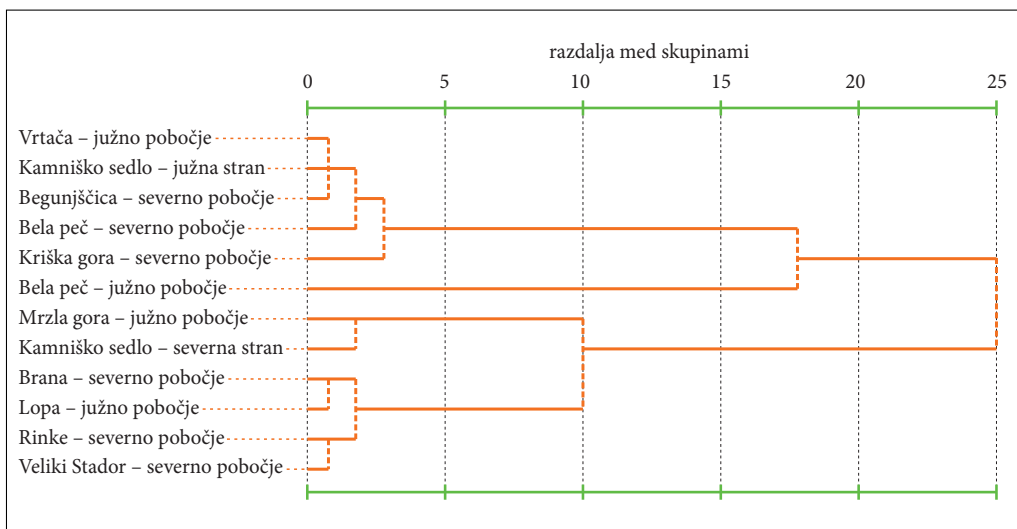 razdalja med skupinami
0 5 10 15 20 25
Vrtača – južno pobočje
Kamniško sedlo – južna stran
Begunjščica – severno pobočje
Bela peč – severno pobočje
Kriška gora – severno pobočje
Bela peč – južno pobočje
Mrzla gora – južno pobočje
Kamniško sedlo – severna stran
Brana – severno pobočje
Lopa – južno pobočje
Rinke – severno pobočje
Veliki Stador – severno pobočje